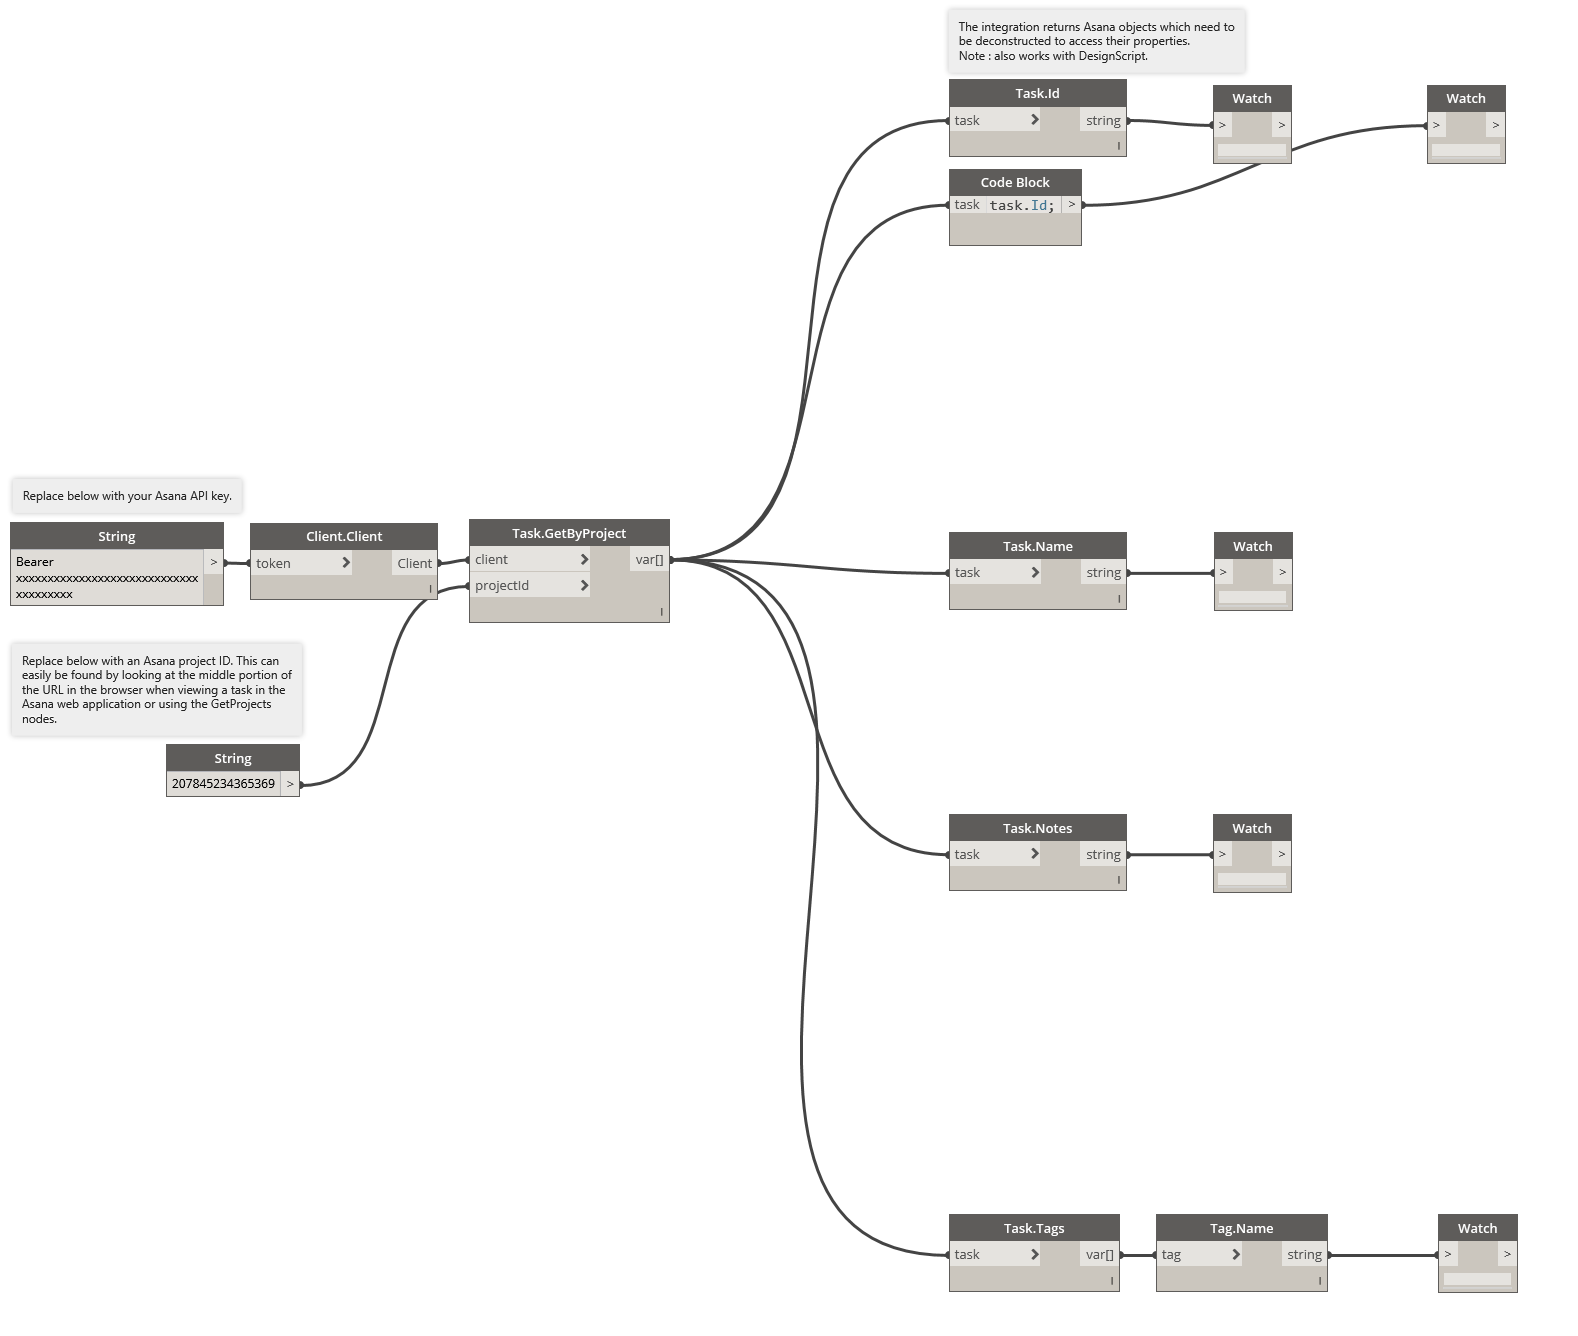 The integration returns Asana objects which need to
be deconstructed to access their properties.
Note : also works with DesignScript.
Task.Id
task > string
l
Watch
> >
Watch
> >
Code Block
task task.Id; >
Replace below with your Asana API key.
String
Bearer >
xxxxxxxxxxxxxxxxxxxxxxxxxxxxx
xxxxxxxxx
Client.Client
token > Client
l
Task.GetByProject
client > var[]
projectId >
l
Task.Name
task > string
l
Watch
> >
Replace below with an Asana project ID. This can
easily be found by looking at the middle portion of
the URL in the browser when viewing a task in the
Asana web application or using the GetProjects
nodes.
String
207845234365369 >
Task.Notes
task > string
l
Watch
> >
Task.Tags
task > var[]
l
Tag.Name
tag > string
l
Watch
> >